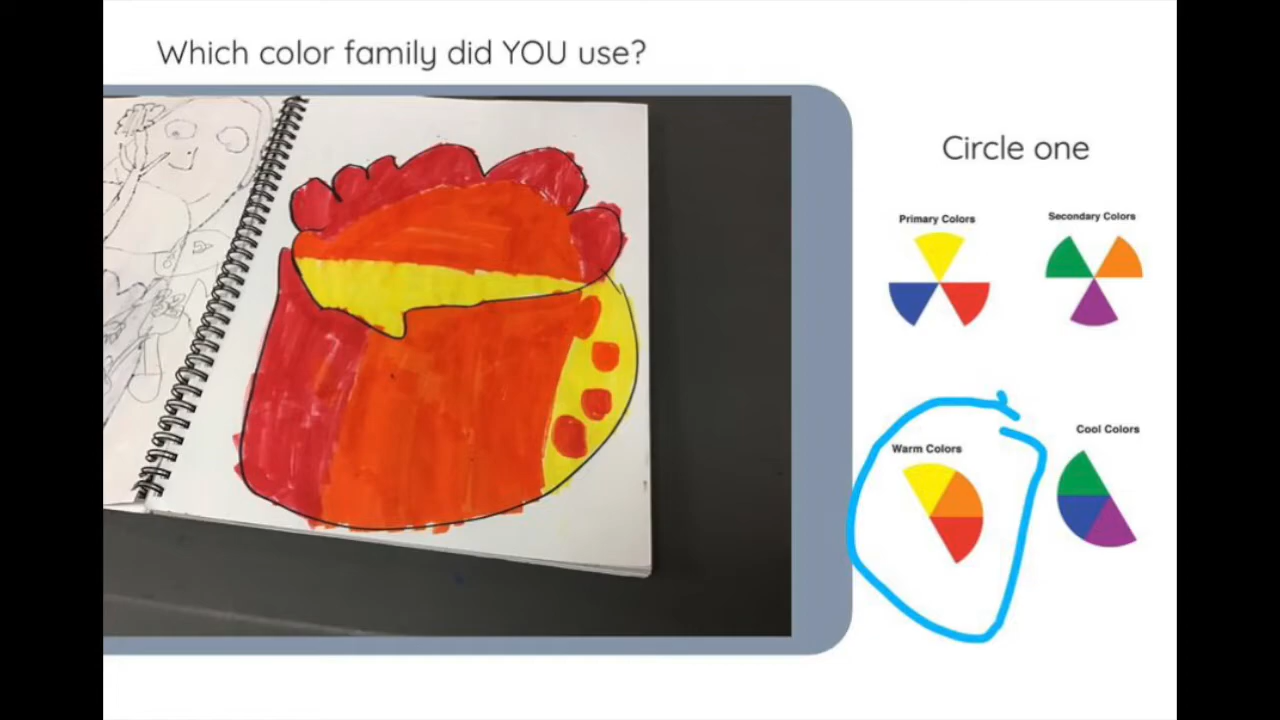 Which color family did YOU use?
Circle one
Primary Colors
Secondary Colors
Warm Colors
Cool Colors